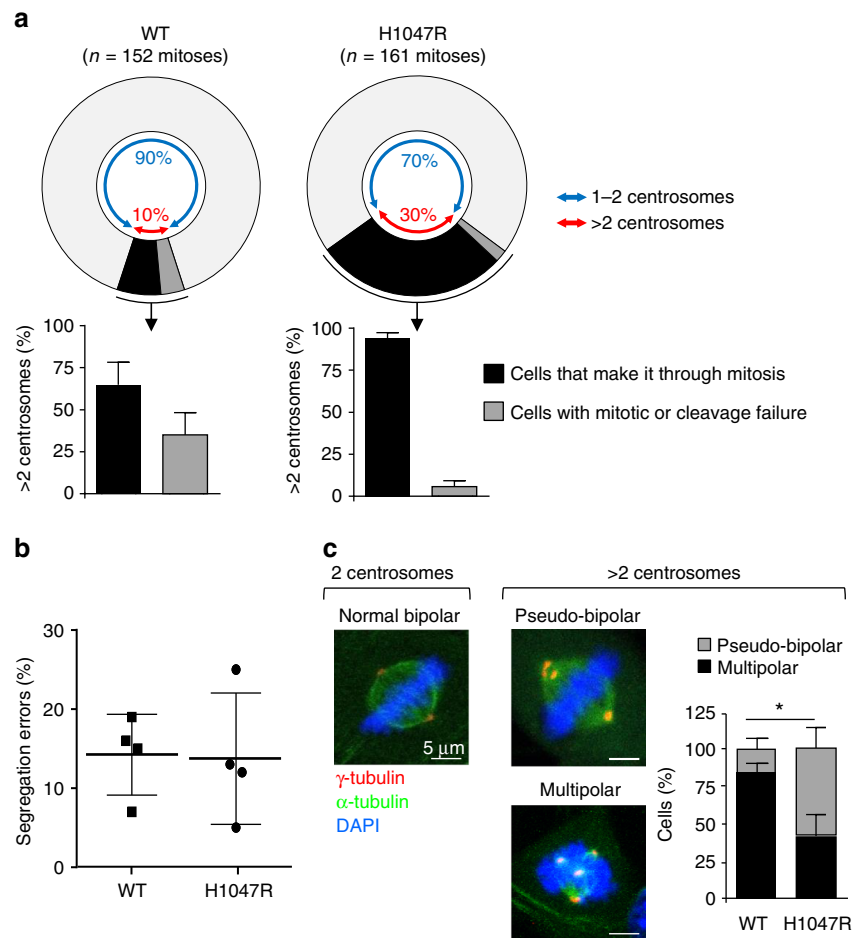 a
WT
(n = 152 mitoses)
H1047R
(n = 161 mitoses)
90%
10%
70%
30%
1–2 centrosomes
>2 centrosomes
>2 centrosomes (%)
100
75
50
25
0
>2 centrosomes (%)
100
75
50
25
0
Cells that make it through mitosis
Cells with mitotic or cleavage failure
b
Segregation errors (%)
30
20
10
0
WT
H1047R
c
2 centrosomes
>2 centrosomes
Normal bipolar
Pseudo-bipolar
5 μm
γ-tubulin
α-tubulin
DAPI
Multipolar
Pseudo-bipolar
Multipolar
*
Cells (%)
125
100
75
50
25
0
WT
H1047R